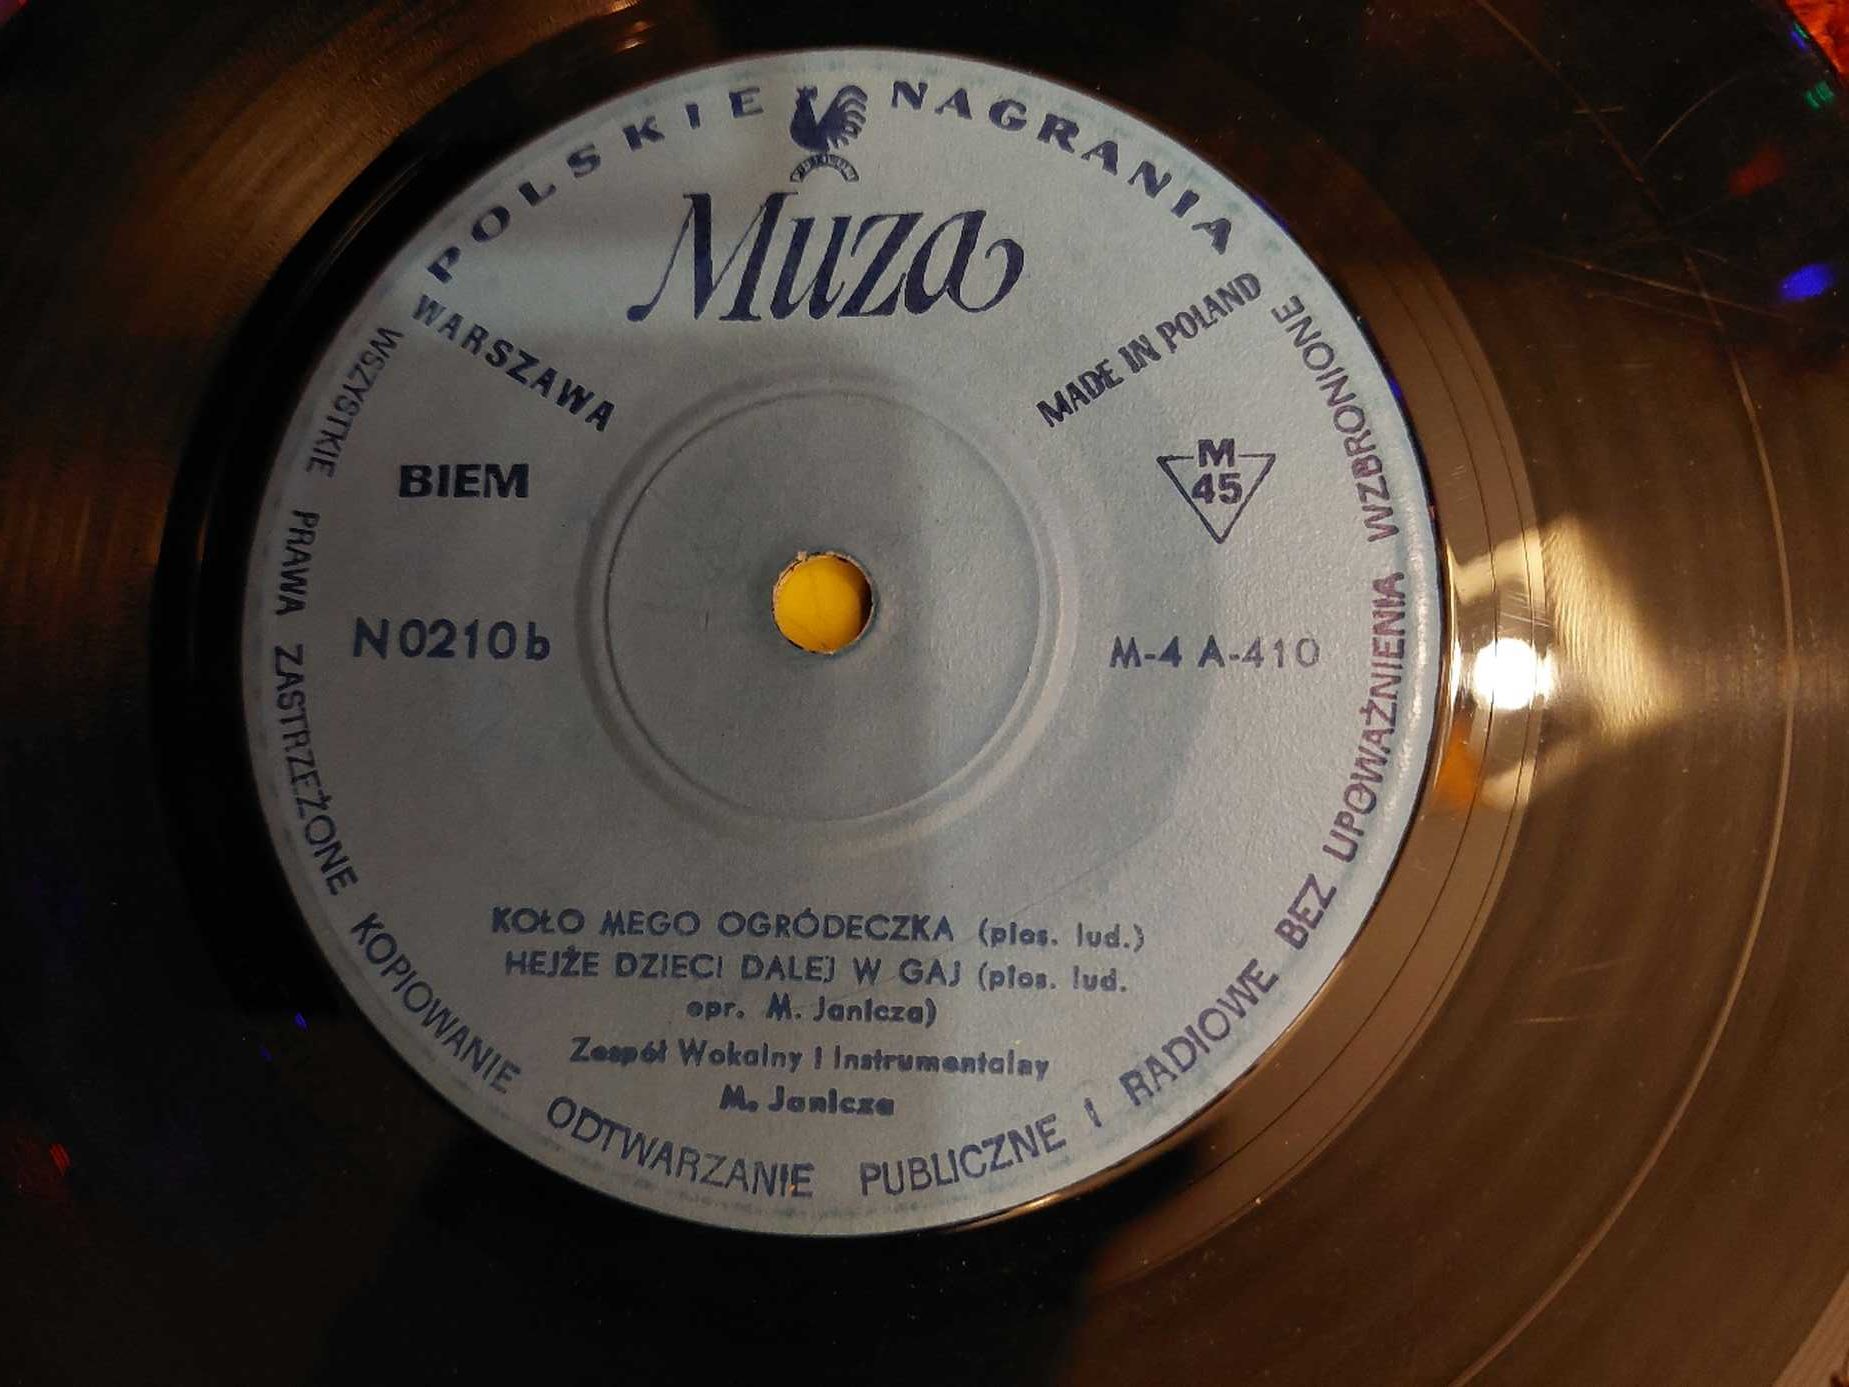 POLSKIE NAGRANIA
Muza
WARSZAWA
MADE IN POLAND
BIEM
M
45
N0210b
M-4 A-410
KOŁO MEGO OGRÓDECZKA (pios. lud.)
HEJŻE DZIECI DALEJ W GAJ (pios. lud.
opr. M. Janicza)
Zespół Wokalny i Instrumentalny
M. Janicza
WSZYSTKIE PRAWA ZASTRZEŻONE KOPIOWANIE ODTWARZANIE PUBLICZNE I RADIOWE BEZ UPOWAŻNIENIA WZBRONIONE